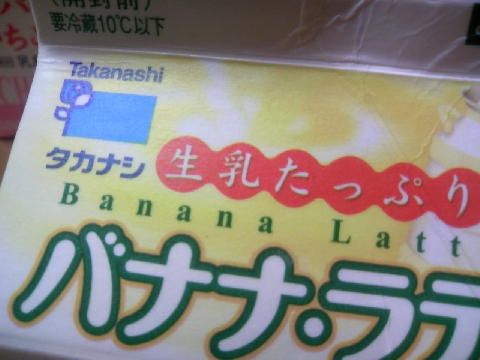 (開封前)
要冷蔵10℃以下
Takanashi
タカナシ
生乳たっぷり
Banana Latt
バナナ・ラテ